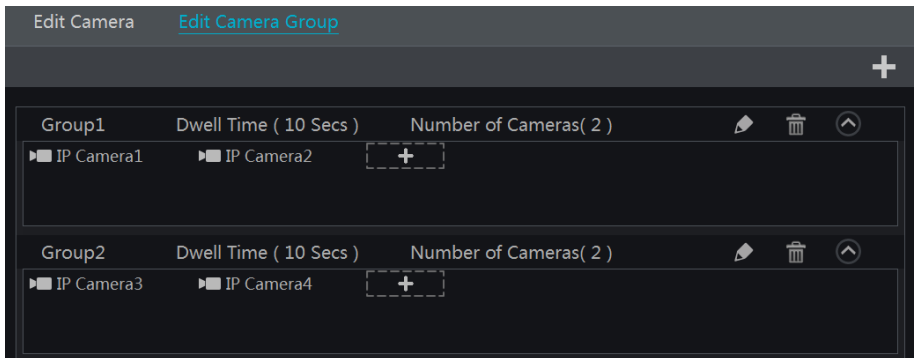 Edit Camera Edit Camera Group
Group1 Dwell Time ( 10 Secs ) Number of Cameras( 2 )
IP Camera1 IP Camera2
Group2 Dwell Time ( 10 Secs ) Number of Cameras( 2 )
IP Camera3 IP Camera4